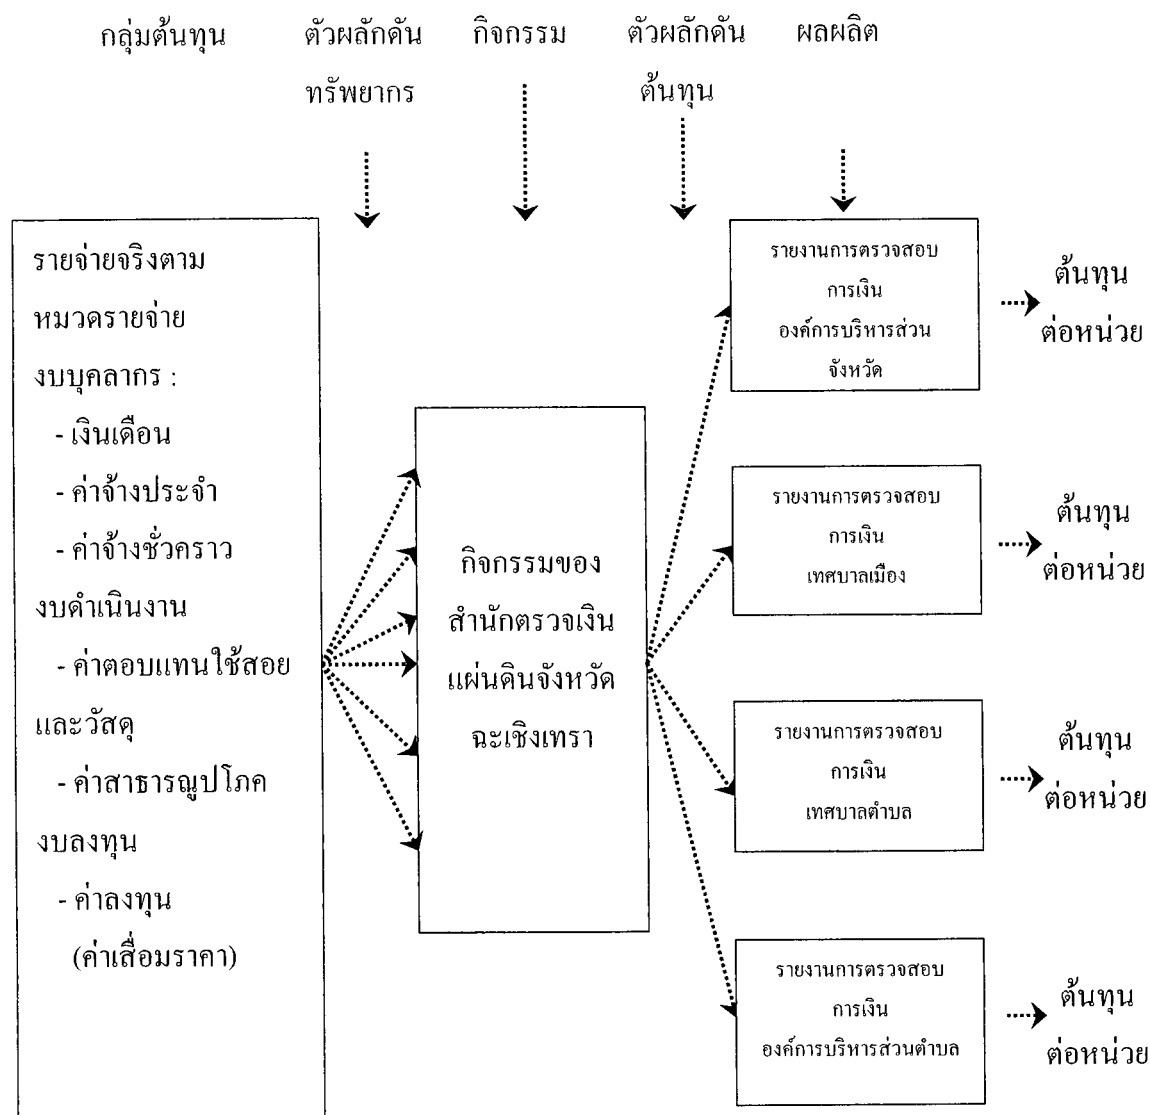 กลุ่มต้นทุน
ตัวผลักดัน
ทรัพยากร
กิจกรรม
ตัวผลักดัน
ต้นทุน
ผลผลิต
รายจ่ายจริงตาม
หมวดรายจ่าย
งบบุคลากร :
- เงินเดือน
- ค่าจ้างประจำ
- ค่าจ้างชั่วคราว
งบดำเนินงาน
- ค่าตอบแทนใช้สอย
และวัสดุ
- ค่าสาธารณูปโภค
งบลงทุน
- ค่าลงทุน
(ค่าเสื่อมราคา)
กิจกรรมของ
สำนักตรวจเงิน
แผ่นดินจังหวัด
ฉะเชิงเทรา
รายงานการตรวจสอบ
การเงิน
องค์การบริหารส่วน
จังหวัด
ต้นทุน
ต่อหน่วย
รายงานการตรวจสอบ
การเงิน
เทศบาลเมือง
ต้นทุน
ต่อหน่วย
รายงานการตรวจสอบ
การเงิน
เทศบาลตำบล
ต้นทุน
ต่อหน่วย
รายงานการตรวจสอบ
การเงิน
องค์การบริหารส่วนตำบล
ต้นทุน
ต่อหน่วย